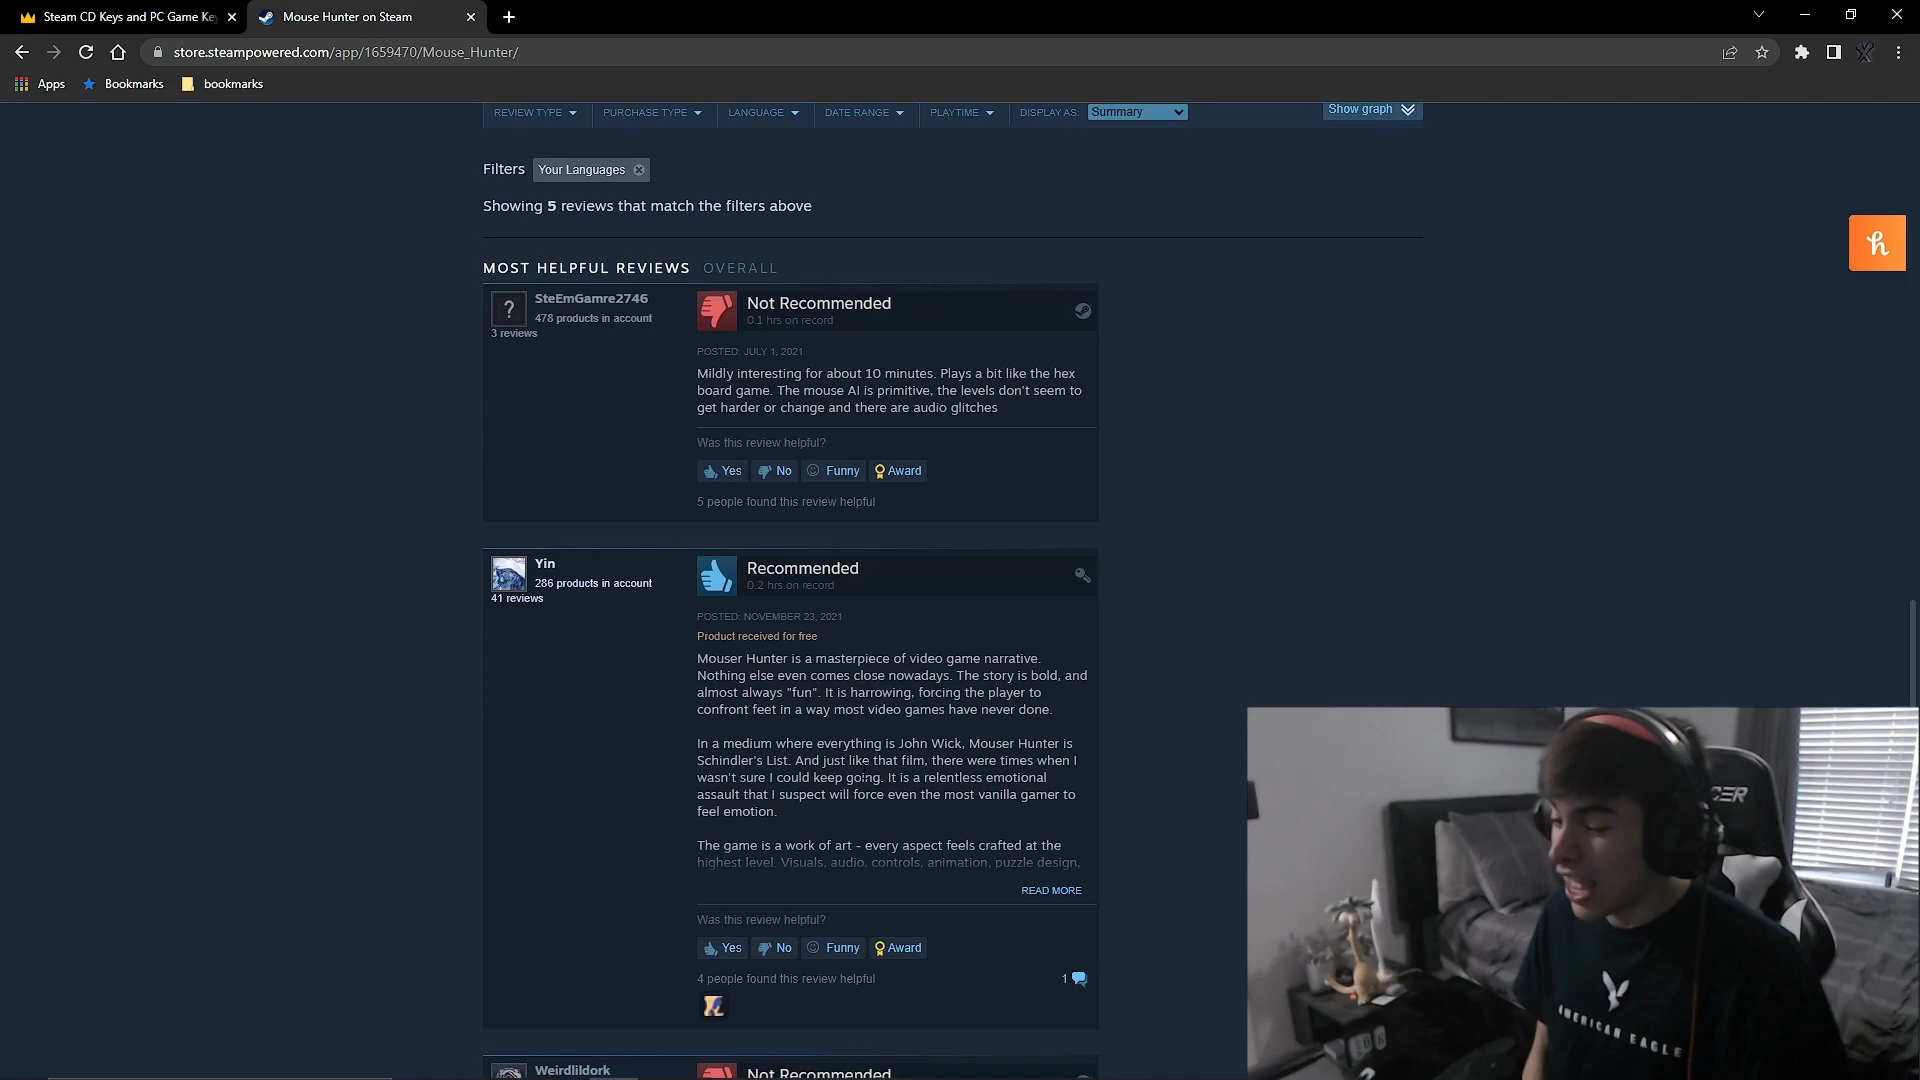 Steam CD Keys and PC Game Ke
Mouse Hunter on Steam
store.steampowered.com/app/1659470/Mouse_Hunter/
Apps
Bookmarks
bookmarks
REVIEW TYPE
PURCHASE TYPE
LANGUAGE
DATE RANGE
PLAYTIME
DISPLAY AS:
Summary
Show graph
Filters
Your Languages
Showing 5 reviews that match the filters above
MOST HELPFUL REVIEWS OVERALL
SteEmGamre2746
478 products in account
3 reviews
Not Recommended
0.1 hrs on record
POSTED: JULY 1, 2021
Mildly interesting for about 10 minutes. Plays a bit like the hex
board game. The mouse AI is primitive, the levels don't seem to
get harder or change and there are audio glitches
Was this review helpful?
Yes
No
Funny
Award
5 people found this review helpful
Yin
286 products in account
41 reviews
Recommended
0.2 hrs on record
POSTED: NOVEMBER 23, 2021
Product received for free
Mouser Hunter is a masterpiece of video game narrative.
Nothing else even comes close nowadays. The story is bold, and
almost always "fun". It is harrowing, forcing the player to
confront feet in a way most video games have never done.
In a medium where everything is John Wick, Mouser Hunter is
Schindler's List. And just like that film, there were times when I
wasn't sure I could keep going. It is a relentless emotional
assault that I suspect will force even the most vanilla gamer to
feel emotion.
The game is a work of art - every aspect feels crafted at the
highest level. Visuals, audio, controls, animation, puzzle design,
READ MORE
Was this review helpful?
Yes
No
Funny
Award
4 people found this review helpful
1
Weirdlildork
Not Recommended
AMERICAN EAGLE